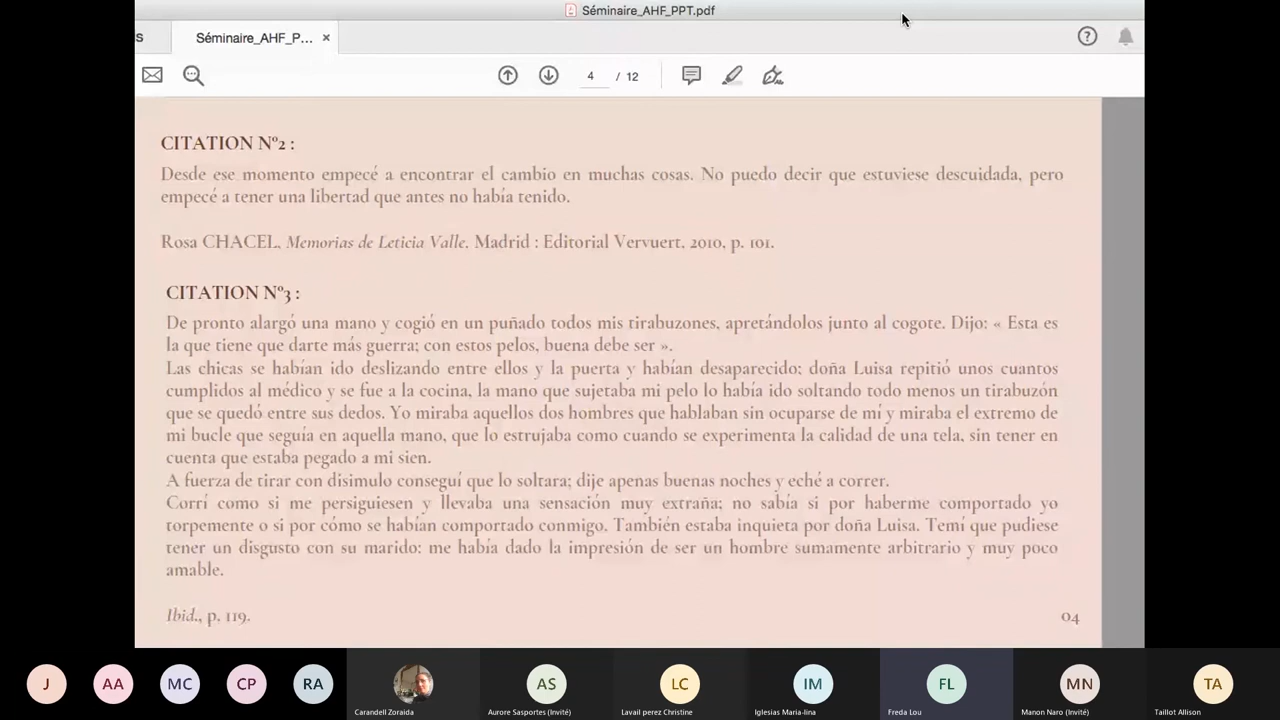 Séminaire_AHF_PPT.pdf
s
Séminaire_AHF_P... ×
4 / 12
CITATION Nº2 :
Desde ese momento empecé a encontrar el cambio en muchas cosas. No puedo decir que estuviese descuidada, pero
empecé a tener una libertad que antes no había tenido.
Rosa CHACEL, Memorias de Leticia Valle. Madrid : Editorial Vervuert. 2010, p. 101.
CITATION Nº3 :
De pronto alargó una mano y cogió en un puñado todos mis tirabuzones, apretándolos junto al cogote. Dijo: « Esta es
la que tiene que darte más guerra; con estos pelos, buena debe ser ».
Las chicas se habían ido deslizando entre ellos y la puerta y habían desaparecido; doña Luisa repitió unos cuantos
cumplidos al médico y se fue a la cocina, la mano que sujetaba mi pelo lo había ido soltando todo menos un tirabuzón
que se quedó entre sus dedos. Yo miraba aquellos dos hombres que hablaban sin ocuparse de mí y miraba el extremo de
mi bucle que seguía en aquella mano, que lo estrujaba como cuando se experimenta la calidad de una tela, sin tener en
cuenta que estaba pegado a mi sien.
A fuerza de tirar con disimulo conseguí que lo soltara; dije apenas buenas noches y eché a correr.
Corrí como si me persiguiesen y llevaba una sensación muy extraña; no sabía si por haberme comportado yo
torpemente o si por cómo se habían comportado conmigo. También estaba inquieta por doña Luisa. Temí que pudiese
tener un disgusto con su marido: me había dado la impresión de ser un hombre sumamente arbitrario y muy poco
amable.
Ibid., p. 119.
04
J AA MC CP RA AS LC IM FL MN TA
Carandell Zoraida Aurore Sasportes (Invité) Lavail perez Christine Iglesias Maria-lina Freda Lou Manon Naro (Invité) Taillot Allison